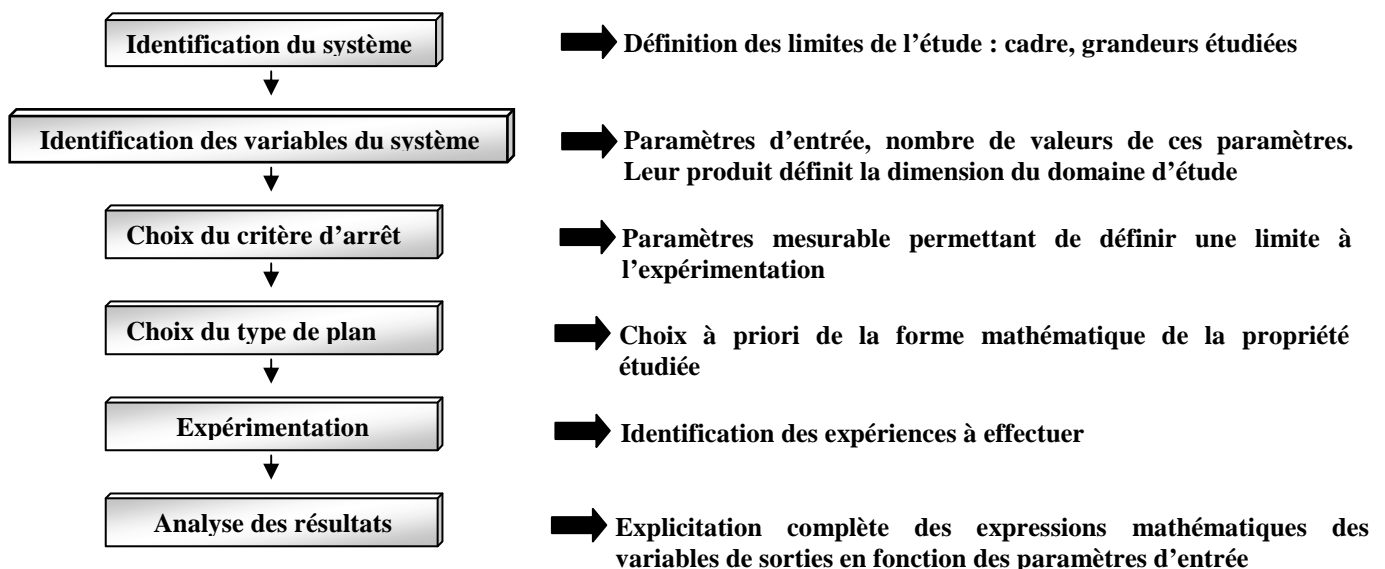 Identification du système
Définition des limites de l’étude : cadre, grandeurs étudiées
Identification des variables du système
Paramètres d’entrée, nombre de valeurs de ces paramètres.
Leur produit définit la dimension du domaine d’étude
Choix du critère d’arrêt
Paramètres mesurable permettant de définir une limite à
l’expérimentation
Choix du type de plan
Choix à priori de la forme mathématique de la propriété
étudiée
Expérimentation
Identification des expériences à effectuer
Analyse des résultats
Explicitation complète des expressions mathématiques des
variables de sorties en fonction des paramètres d’entrée